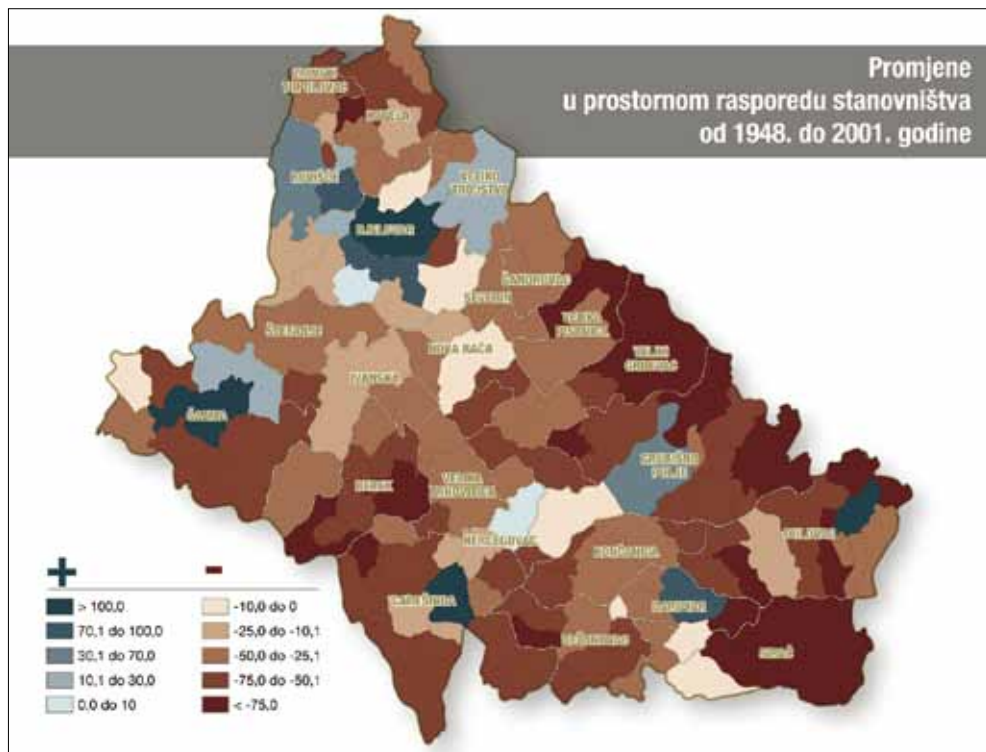 Promjene
u prostornom rasporedu stanovništva
od 1948. do 2001. godine
ZRINSKI
TOPOLOVAC
KAPELA
ROVIŠĆE
VELIKO
TROJSTVO
BJELOVAR
ŠANDROVAC
SEVERIN
VELIKA
PISANICA
ŠTEFANJE
NOVA RAČA
VELIKI
GRĐEVAC
IVANSKA
ČAZMA
GRUBIŠNO
POLJE
BEREK
VELIKA
TRNOVITICA
HERCEGOVAC
KONČANICA
SIRAČ
GAREŠNICA
DARUVAR
DEŽANOVAC
+ -
> 100,0
70,1 do 100,0
30,1 do 70,0
10,1 do 30,0
0,0 do 10
-10,0 do 0
-25,0 do -10,1
-50,0 do -25,1
-75,0 do -50,1
< -75,0